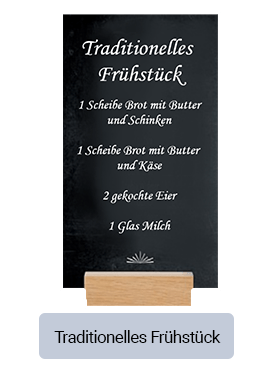 Traditionelles
Frühstück
1 Scheibe Brot mit Butter
und Schinken
1 Scheibe Brot mit Butter
und Käse
2 gekochte Eier
1 Glas Milch
Traditionelles Frühstück